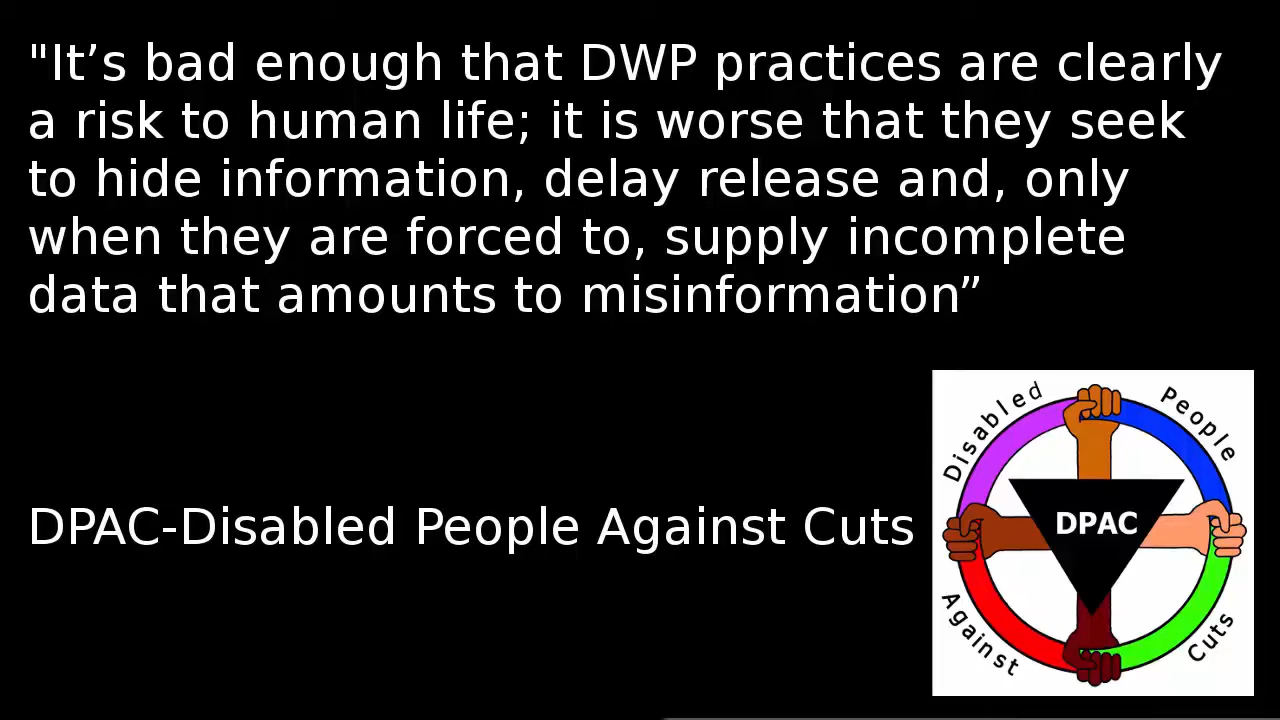 "It’s bad enough that DWP practices are clearly
a risk to human life; it is worse that they seek
to hide information, delay release and, only
when they are forced to, supply incomplete
data that amounts to misinformation”
DPAC-Disabled People Against Cuts
Disabled
People
DPAC
Against
Cuts